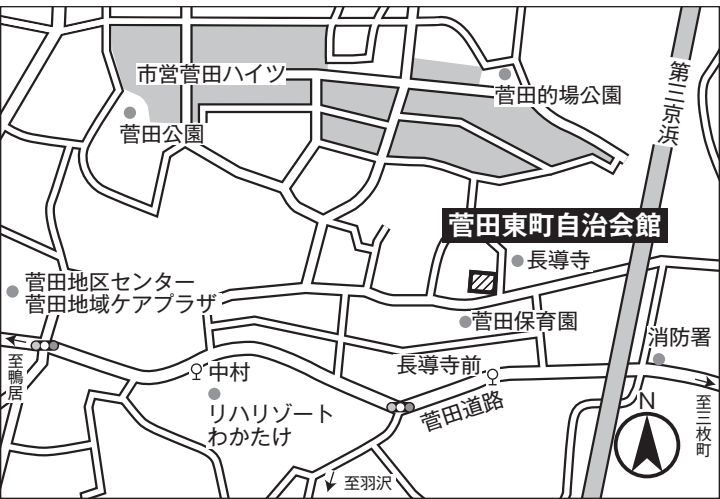 市営菅田ハイツ
菅田的場公園
菅田公園
第三京浜
菅田東町自治会館
長導寺
菅田地区センター
菅田地域ケアプラザ
菅田保育園
消防署
至鴨居
中村
長導寺前
菅田道路
リハリゾート
わかたけ
N
至三枚町
至羽沢